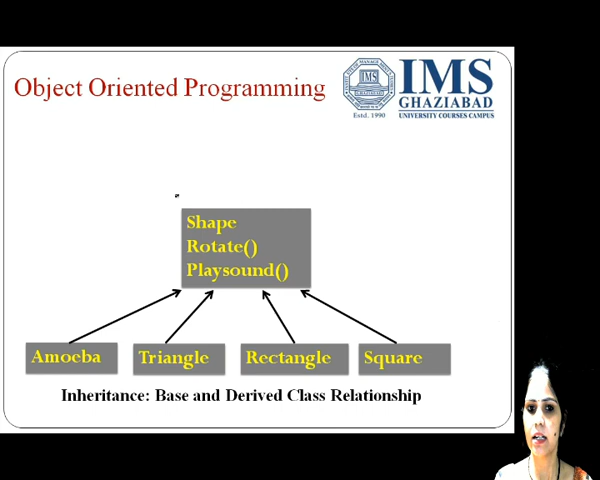 Object Oriented Programming
IMS
IMS
GHAZIABAD
Estd. 1990
UNIVERSITY COURSES CAMPUS
Shape
Rotate()
Playsound()
Amoeba
Triangle
Rectangle
Square
Inheritance: Base and Derived Class Relationship